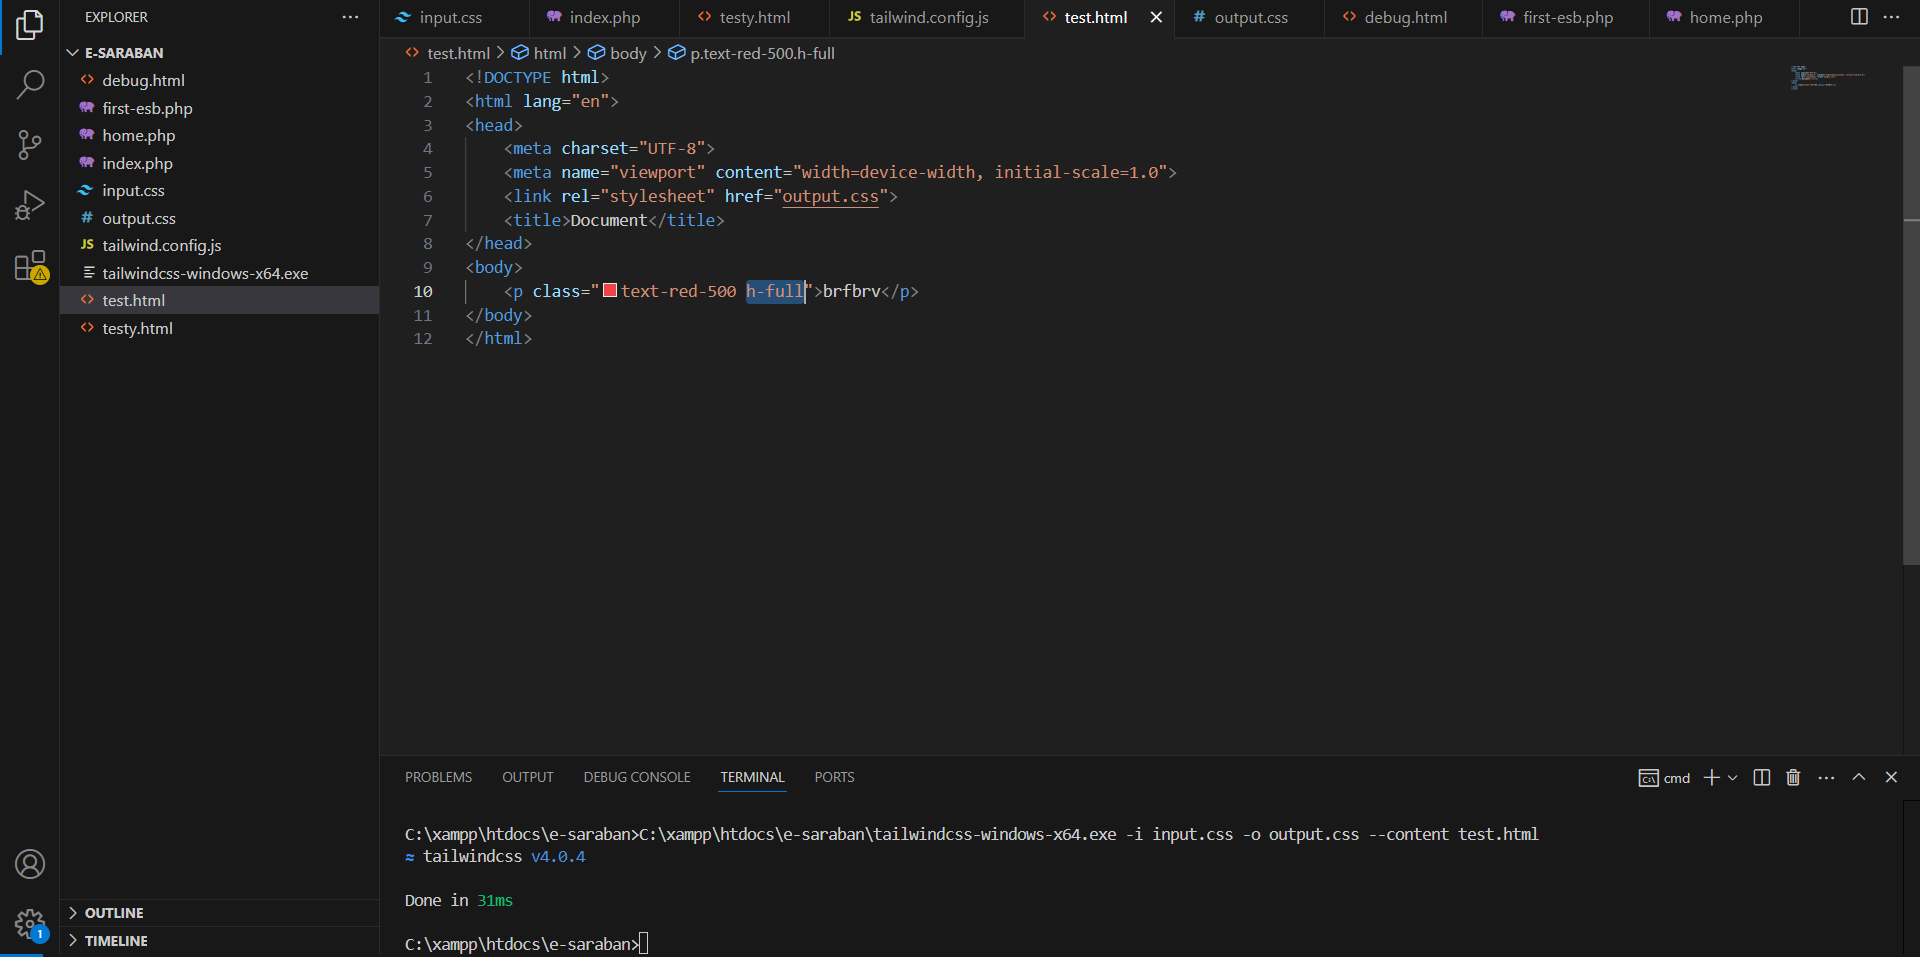 EXPLORER
E-SARABAN
debug.html
first-esb.php
home.php
index.php
input.css
output.css
JS tailwind.config.js
tailwindcss-windows-x64.exe
test.html
testy.html
OUTLINE
TIMELINE
1
input.css index.php testy.html JS tailwind.config.js test.html output.css debug.html first-esb.php home.php
test.html > html > body > p.text-red-500.h-full
1 <!DOCTYPE html>
2 <html lang="en">
3 <head>
4     <meta charset="UTF-8">
5     <meta name="viewport" content="width=device-width, initial-scale=1.0">
6     <link rel="stylesheet" href="output.css">
7     <title>Document</title>
8 </head>
9 <body>
10     <p class="text-red-500 h-full">brfbrv</p>
11 </body>
12 </html>
PROBLEMS OUTPUT DEBUG CONSOLE TERMINAL PORTS cmd
C:\xampp\htdocs\e-saraban>C:\xampp\htdocs\e-saraban\tailwindcss-windows-x64.exe -i input.css -o output.css --content test.html
≈ tailwindcss v4.0.4
Done in 31ms
C:\xampp\htdocs\e-saraban>